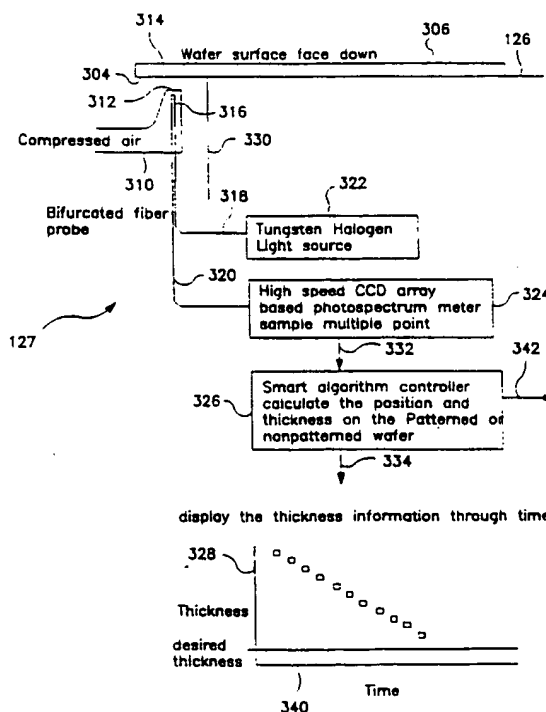 314
306
Wafer surface face down
126
304
312
316
Compressed air
330
310
322
318
Bifurcated fiber
probe
Tungsten Halogen
Light source
320
High speed CCD array
based photospectrum meter
sample multiple point
324
127
332
342
326
Smart algorithm controller
calculate the position and
thickness on the Patterned or
nonpatterned wafer
334
display the thickness information through time
328
Thickness
desired
thickness
Time
340